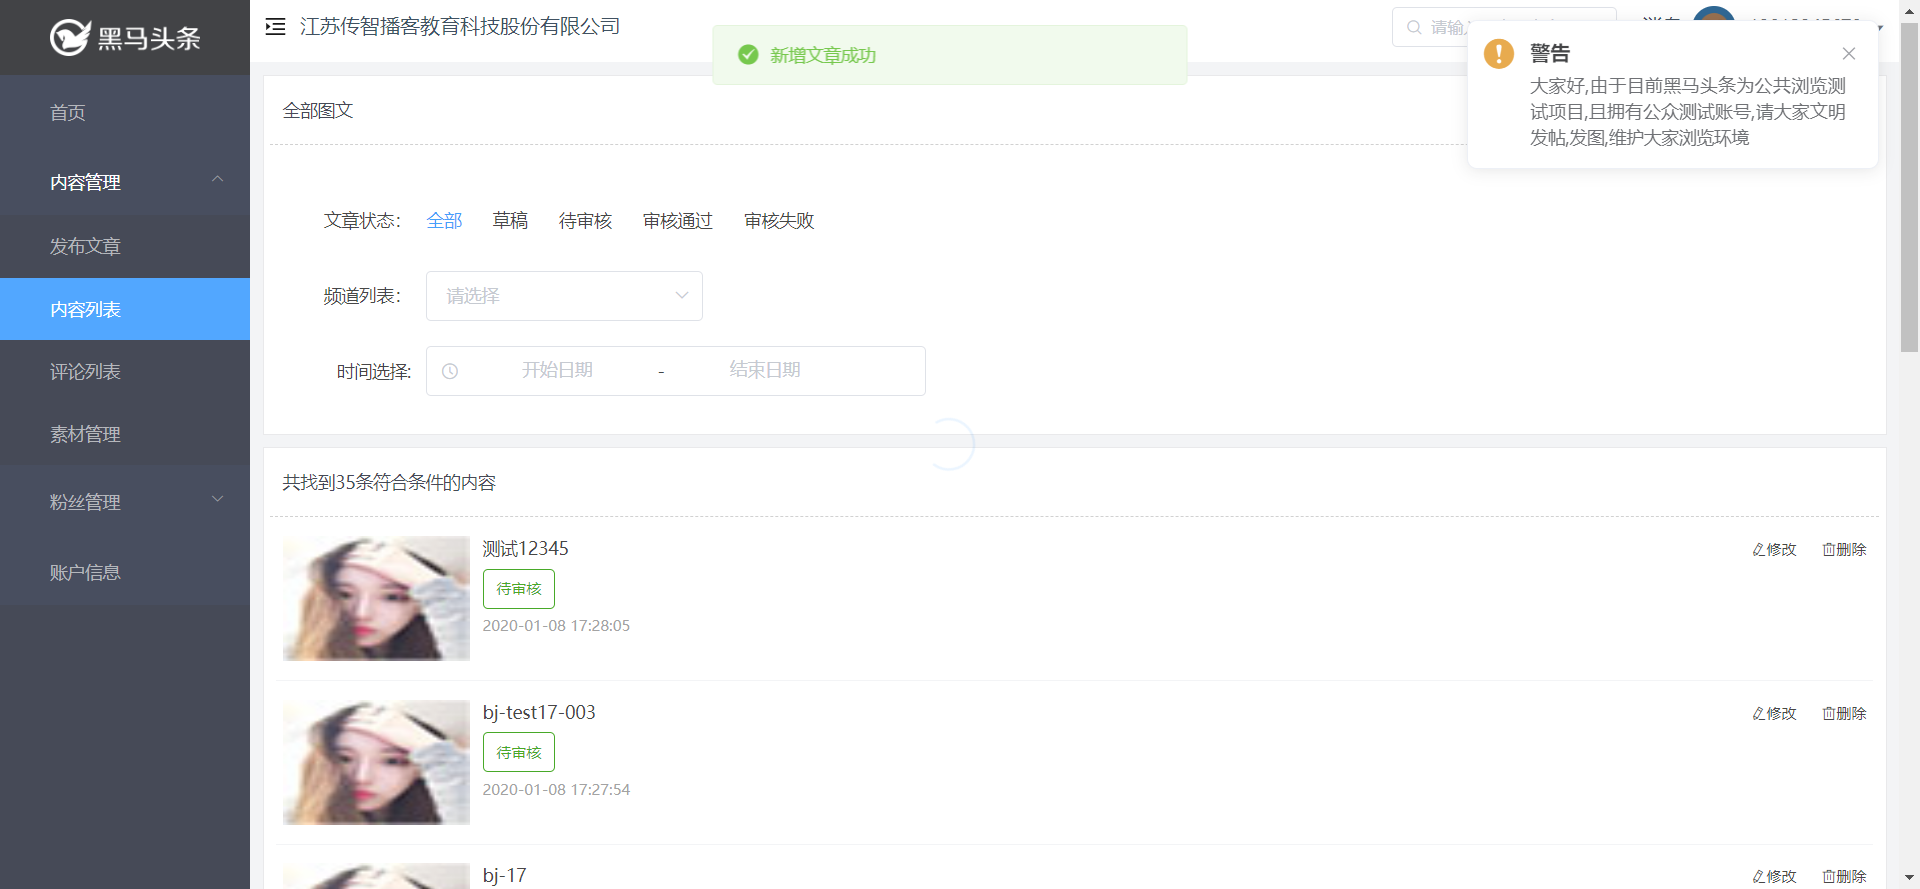 黑马头条
江苏传智播客教育科技股份有限公司
请输
新增文章成功
警告
大家好,由于目前黑马头条为公共浏览测
试项目,且拥有公众测试账号,请大家文明
发帖,发图,维护大家浏览环境
首页
内容管理
发布文章
内容列表
评论列表
素材管理
粉丝管理
账户信息
全部图文
文章状态:
全部 草稿 待审核 审核通过 审核失败
频道列表:
请选择
时间选择:
开始日期 - 结束日期
共找到35条符合条件的内容
测试12345
修改 删除
待审核
2020-01-08 17:28:05
bj-test17-003
修改 删除
待审核
2020-01-08 17:27:54
bj-17
修改 删除